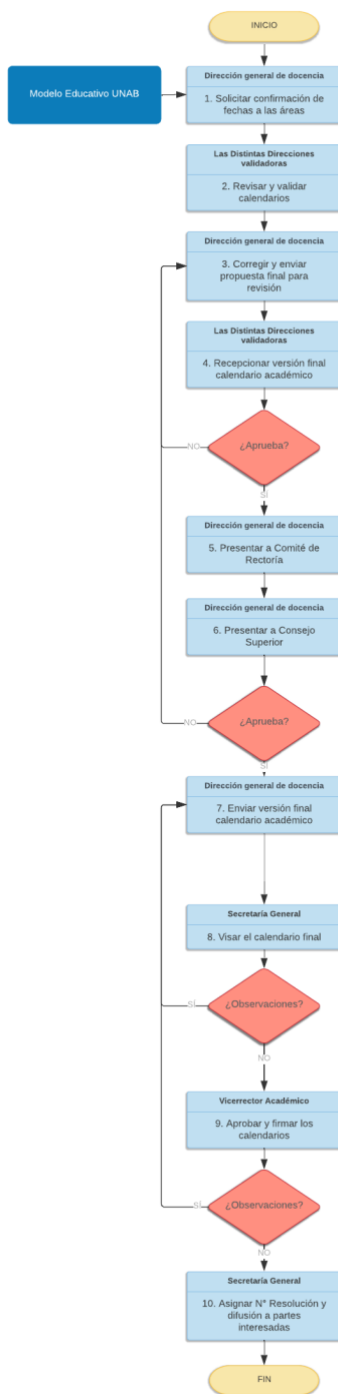 INICIO
Modelo Educativo UNAB
Dirección general de docencia
1. Solicitar confirmación de
fechas a las áreas
Las Distintas Direcciones
validadoras
2. Revisar y validar
calendarios
Dirección general de docencia
3. Corregir y enviar
propuesta final para
revisión
Las Distintas Direcciones
validadoras
4. Recepcionar versión final
calendario académico
¿Aprueba?
NO
SÍ
Dirección general de docencia
5. Presentar a Comité de
Rectoría
Dirección general de docencia
6. Presentar a Consejo
Superior
¿Aprueba?
NO
SÍ
Dirección general de docencia
7. Enviar versión final
calendario académico
Secretaría General
8. Visar el calendario final
¿Observaciones?
SÍ
NO
Vicerrector Académico
9. Aprobar y firmar los
calendarios
¿Observaciones?
SÍ
NO
Secretaría General
10. Asignar N° Resolución y
difusión a partes
interesadas
FIN